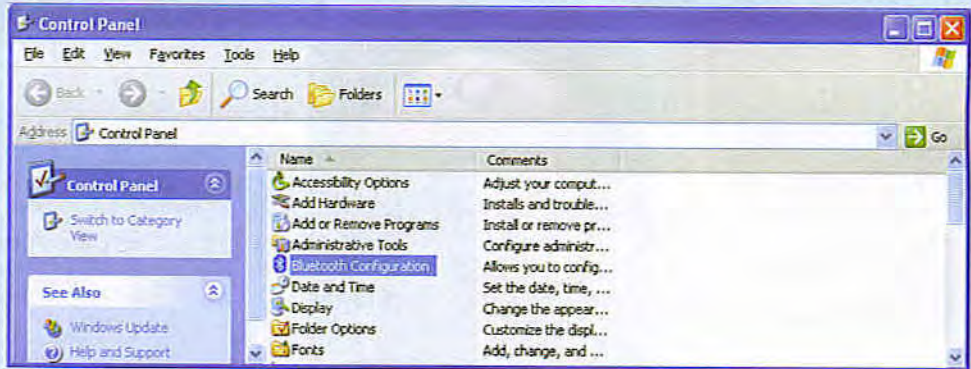 Control Panel
File Edit View Favorites Tools Help
Back Search Folders
Address Control Panel Go
Control Panel
Switch to Category
View
See Also
Windows Update
Help and Support
Name Comments
Accessibility Options Adjust your comput...
Add Hardware Installs and trouble...
Add or Remove Programs Install or remove pr...
Administrative Tools Configure administr...
Bluetooth Configuration Allows you to config...
Date and Time Set the date, time, ...
Display Change the appear...
Folder Options Customize the displ...
Fonts Add, change, and ...